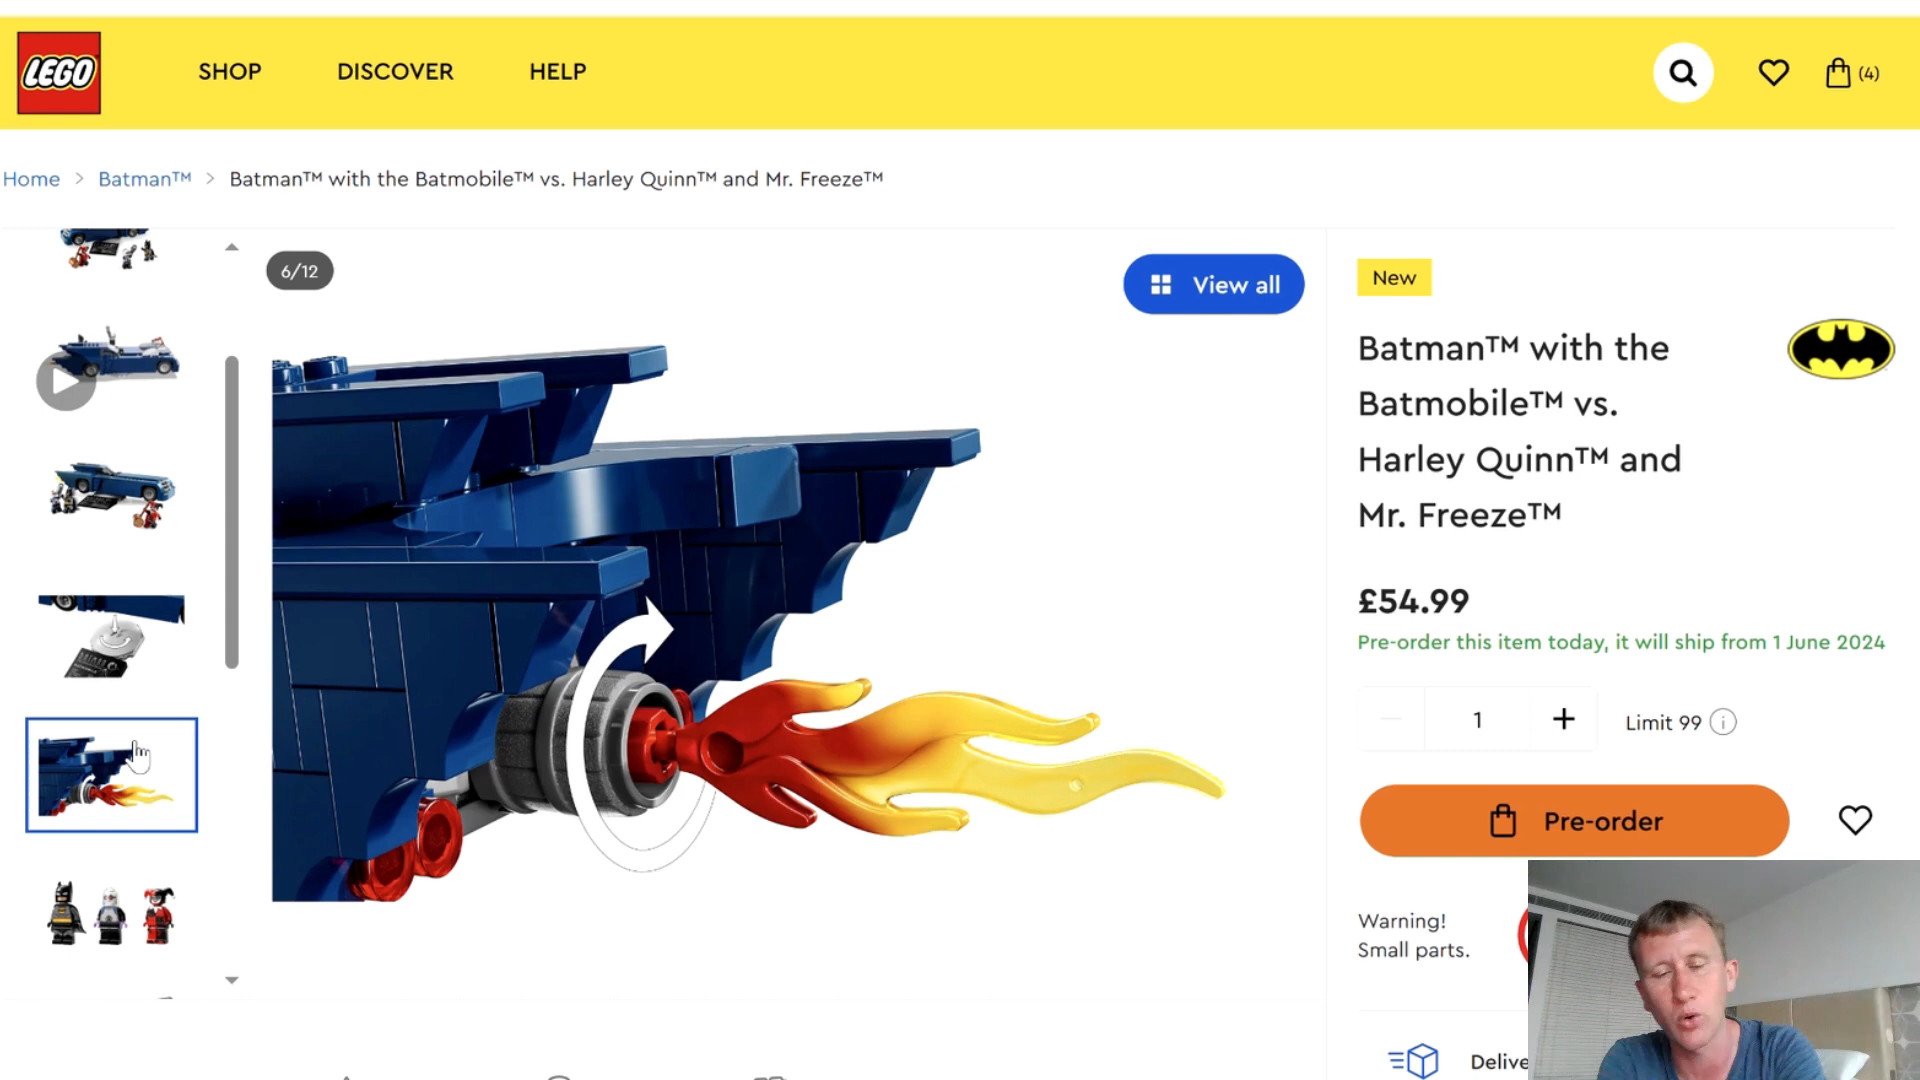 LEGO
SHOP
DISCOVER
HELP
(4)
Home > Batman™ > Batman™ with the Batmobile™ vs. Harley Quinn™ and Mr. Freeze™
6/12
View all
New
Batman™ with the
Batmobile™ vs.
Harley Quinn™ and
Mr. Freeze™
£54.99
Pre-order this item today, it will ship from 1 June 2024
1
Limit 99
Pre-order
Warning!
Small parts.
Delive